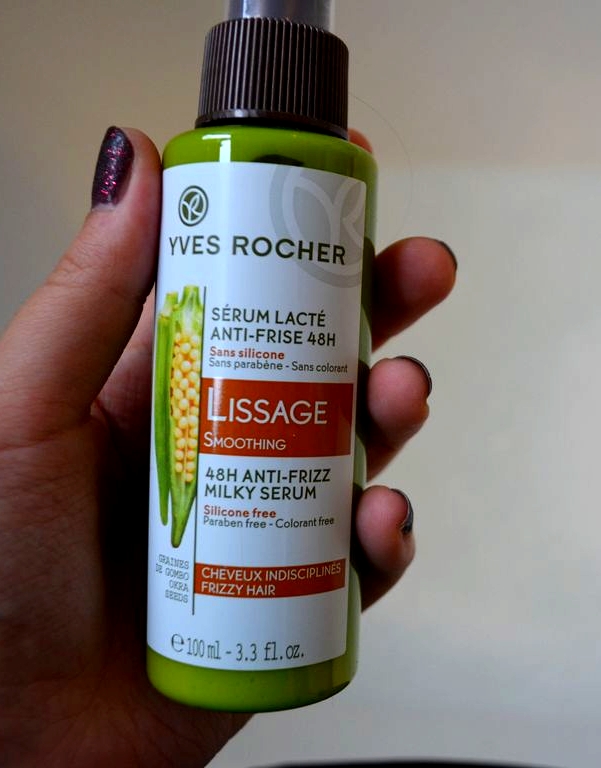 YVES ROCHER
SÉRUM LACTÉ
ANTI-FRISE 48H
Sans silicone
Sans parabène - Sans colorant
LISSAGE
SMOOTHING
48H ANTI-FRIZZ
MILKY SERUM
Silicone free
Paraben free - Colorant free
GRAINES
DE GOMBO
OKRA
SEEDS
CHEVEUX INDISCIPLINÉS
FRIZZY HAIR
℮ 100 ml - 3.3 fl.oz.